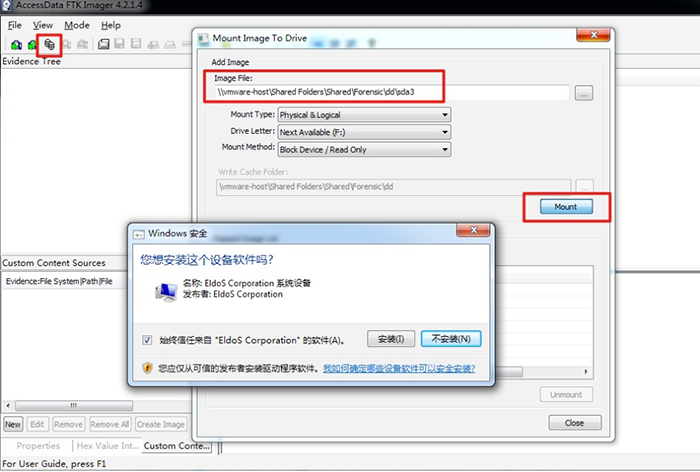 AccessData FTK Imager 4.2.1.4
File View Mode Help
Evidence Tree
Mount Image To Drive
Add Image
Image File:
\\vmware-host\Shared Folders\Shared\Forensic\dd\sda3
...
Mount Type: Physical & Logical
Drive Letter: Next Available (F:)
Mount Method: Block Device / Read Only
Write Cache Folder:
\vmware-host\Shared Folders\Shared\Forensic\dd
...
Mount
Windows 安全
您想安装这个设备软件吗?
名称: EldoS Corporation 系统设备
发布者: EldoS Corporation
始终信任来自 "EldoS Corporation" 的软件(A)。
安装(I)
不安装(N)
您应仅从可信的发布者安装驱动程序软件。我如何确定哪些设备软件可以安全安装?
Custom Content Sources
Evidence:File System|Path|File
Unmount
New Edit Remove Remove All Create Image
Close
Properties Hex Value Int... Custom Conte...
For User Guide, press F1